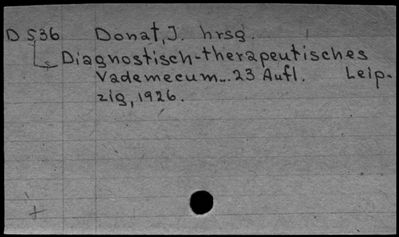 D 536 Donat, J. hrsg.
Diagnostisch-therapeutisches
Vademecum... 23 Aufl. Leip-
zig, 1926.